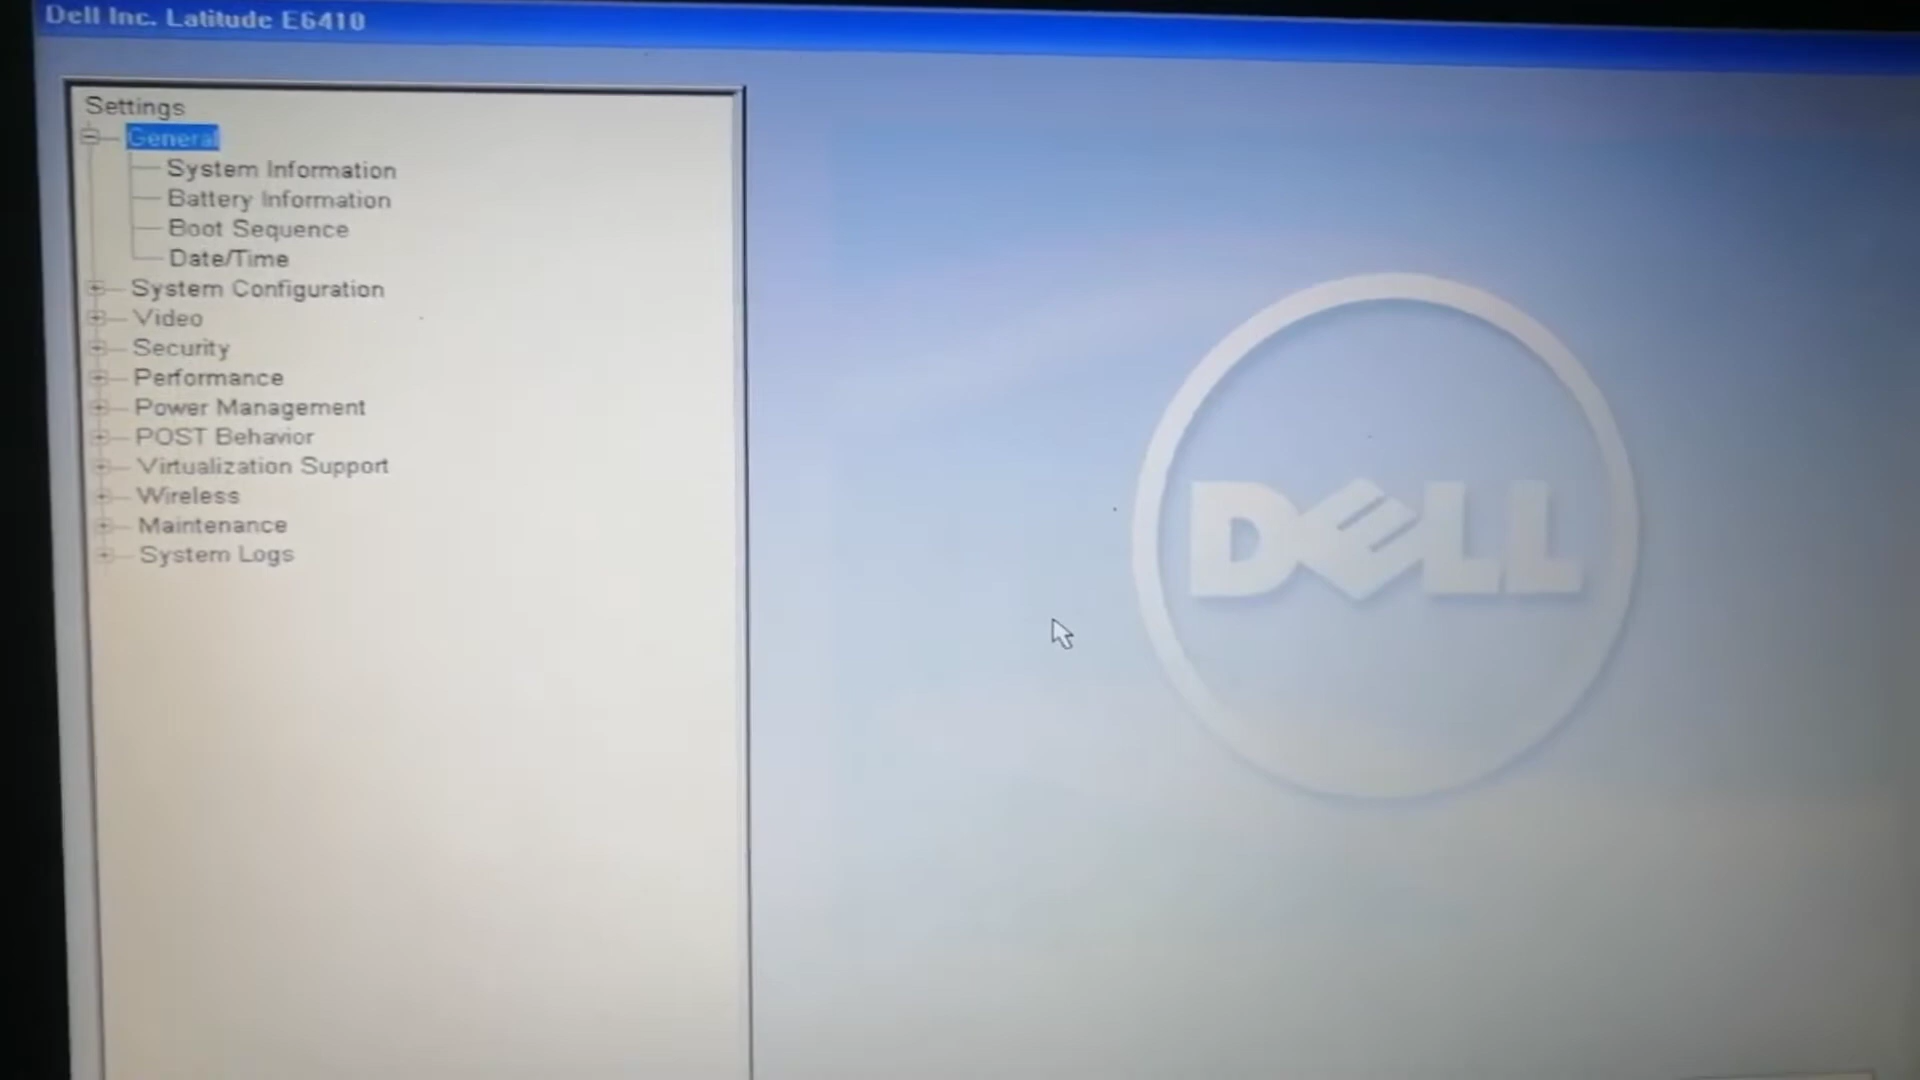 Dell Inc. Latitude E6410
Settings
General
System Information
Battery Information
Boot Sequence
Date/Time
System Configuration
Video
Security
Performance
Power Management
POST Behavior
Virtualization Support
Wireless
Maintenance
System Logs
DELL